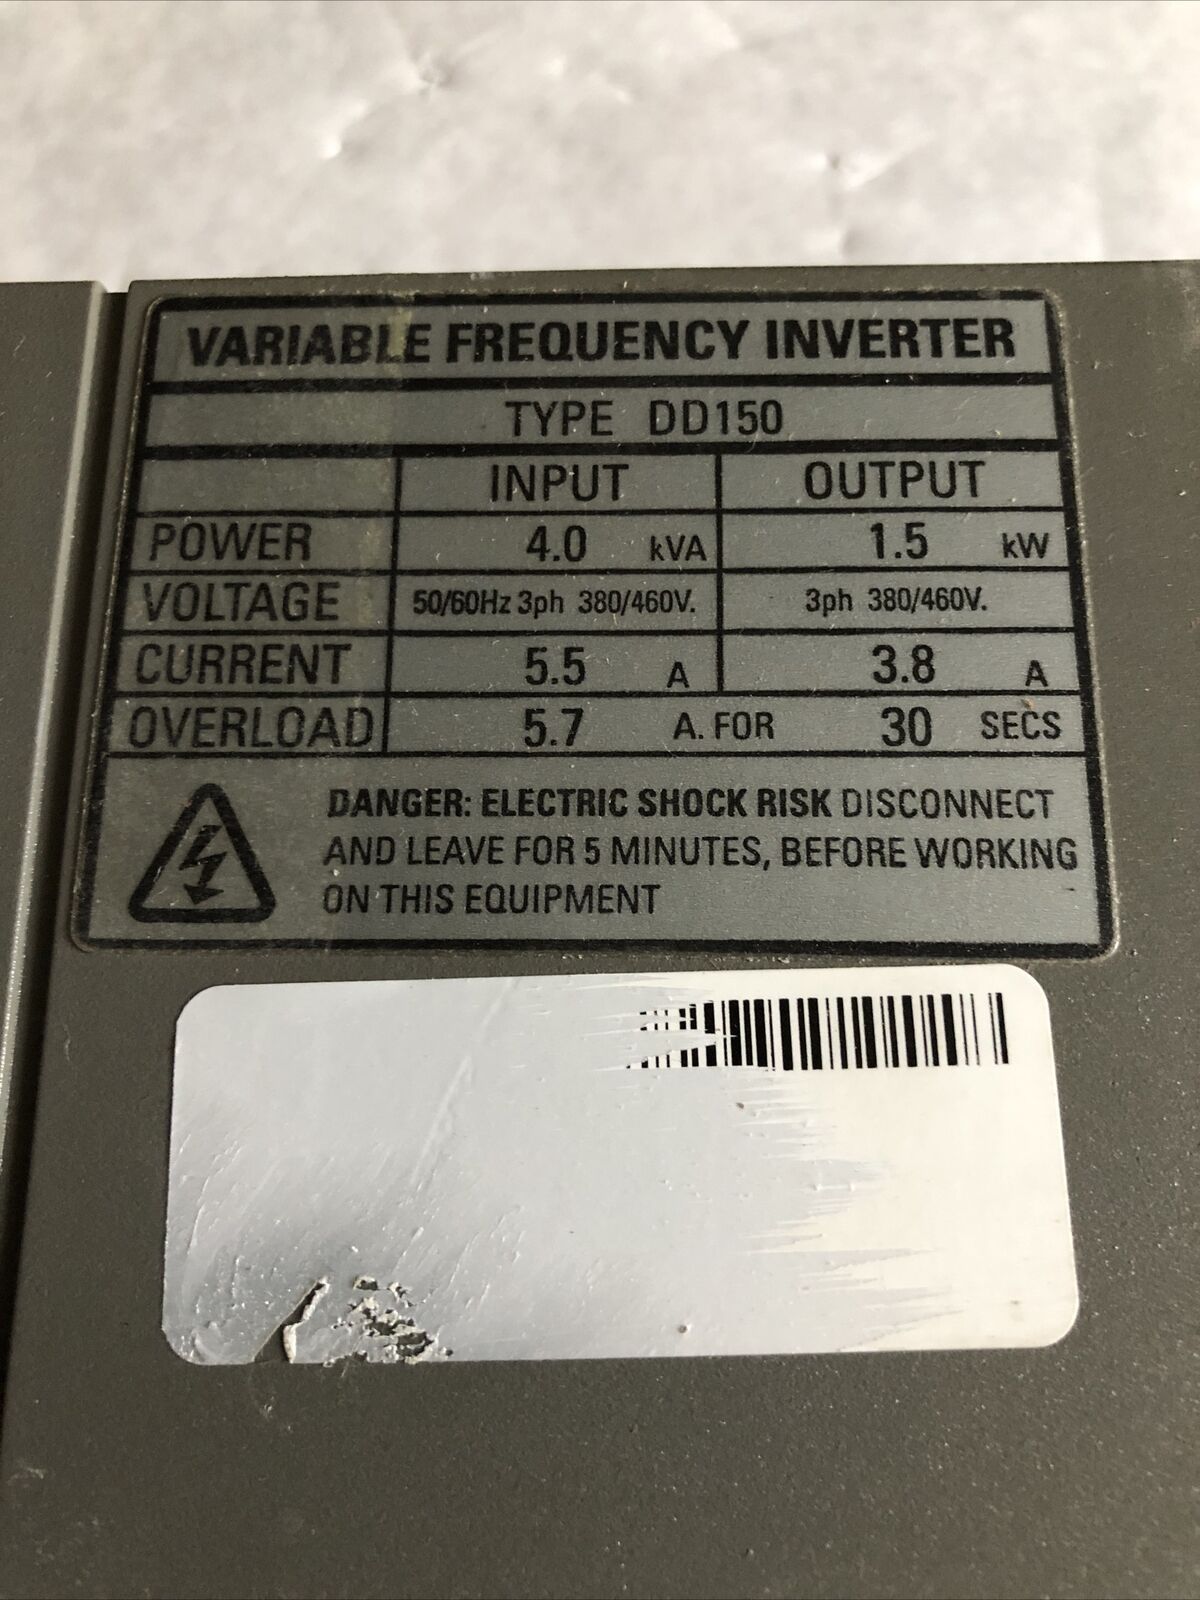 VARIABLE FREQUENCY INVERTER
TYPE DD150
INPUT OUTPUT
POWER 4.0 kVA 1.5 kW
VOLTAGE 50/60Hz 3ph 380/460V. 3ph 380/460V.
CURRENT 5.5 A 3.8 A
OVERLOAD 5.7 A. FOR 30 SECS
DANGER: ELECTRIC SHOCK RISK DISCONNECT
AND LEAVE FOR 5 MINUTES, BEFORE WORKING
ON THIS EQUIPMENT